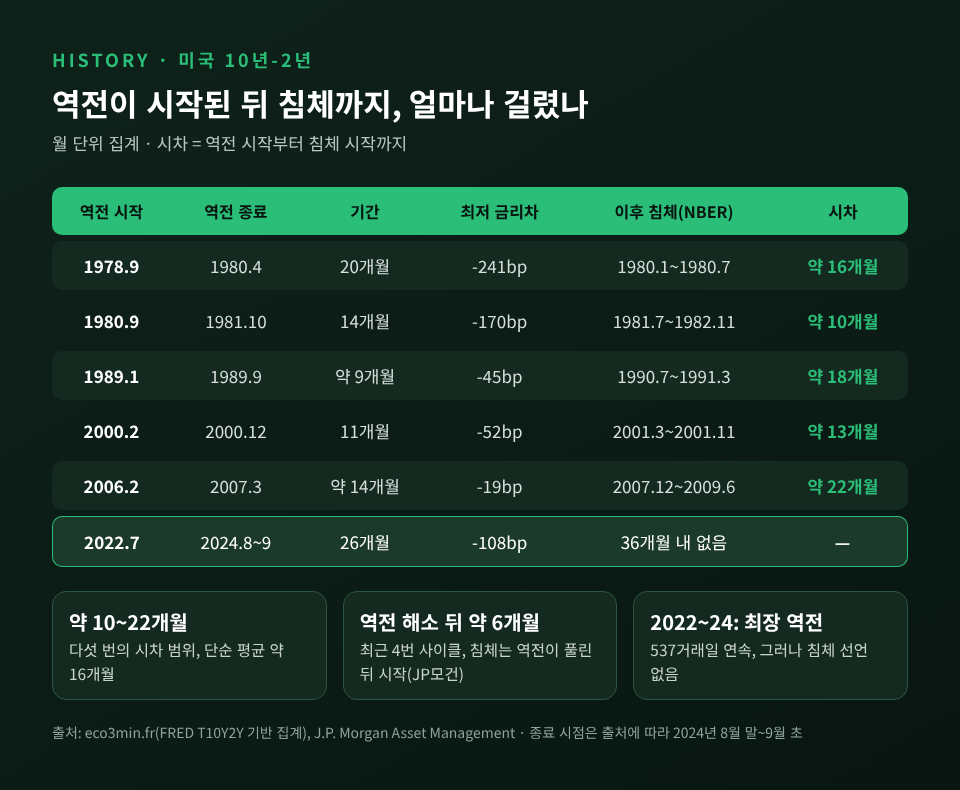 HISTORY · 미국 10년-2년
역전이 시작된 뒤 침체까지, 얼마나 걸렸나
월 단위 집계 · 시차 = 역전 시작부터 침체 시작까지
역전 시작 역전 종료 기간 최저 금리차 이후 침체(NBER) 시차
1978.9 1980.4 20개월 -241bp 1980.1~1980.7 약 16개월
1980.9 1981.10 14개월 -170bp 1981.7~1982.11 약 10개월
1989.1 1989.9 약 9개월 -45bp 1990.7~1991.3 약 18개월
2000.2 2000.12 11개월 -52bp 2001.3~2001.11 약 13개월
2006.2 2007.3 약 14개월 -19bp 2007.12~2009.6 약 22개월
2022.7 2024.8~9 26개월 -108bp 36개월 내 없음 —
약 10~22개월
다섯 번의 시차 범위, 단순 평균 약
16개월
역전 해소 뒤 약 6개월
최근 4번 사이클, 침체는 역전이 풀린
뒤 시작(JP모건)
2022~24: 최장 역전
537거래일 연속, 그러나 침체 선언
없음
출처: eco3min.fr(FRED T10Y2Y 기반 집계), J.P. Morgan Asset Management · 종료 시점은 출처에 따라 2024년 8월 말~9월 초